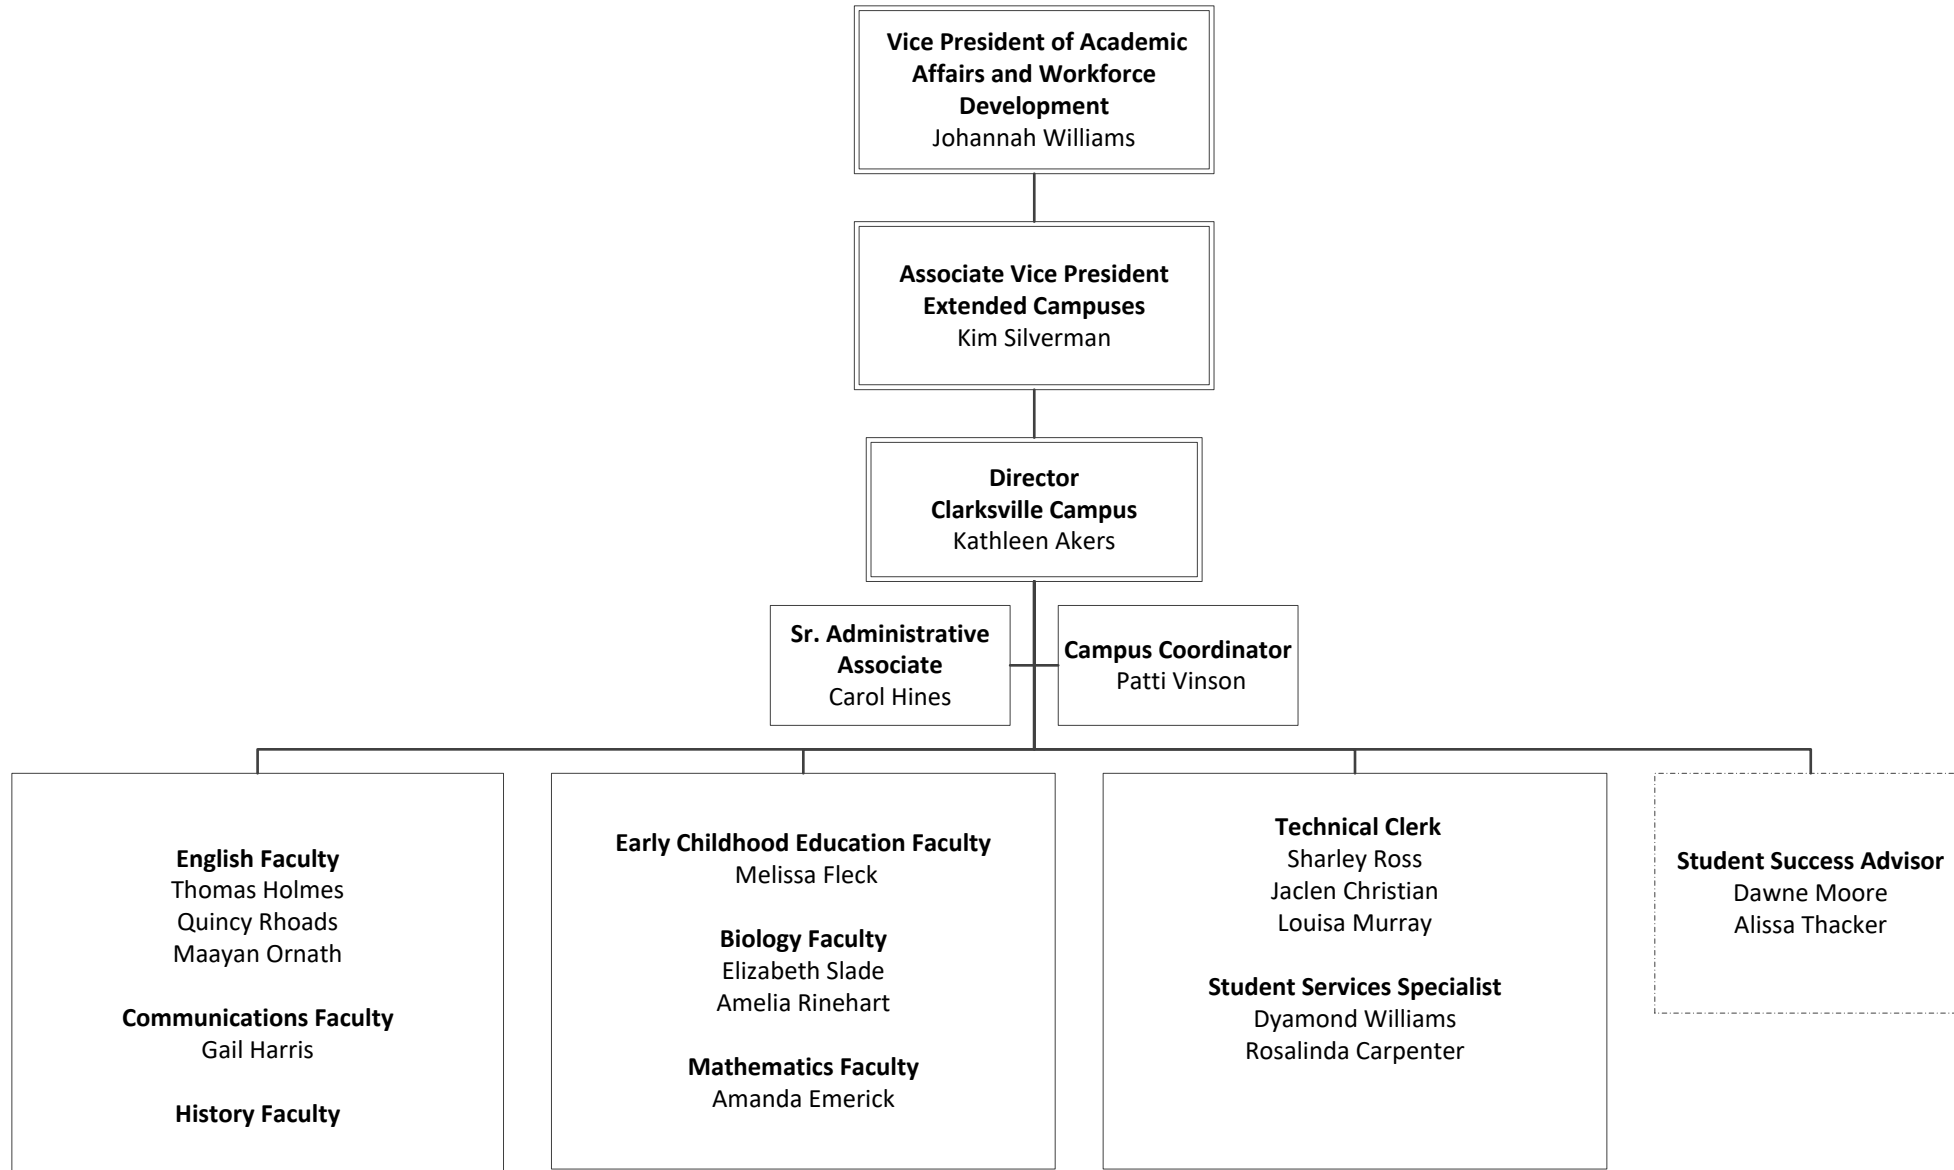 Vice President of Academic
Affairs and Workforce
Development
Johannah Williams
Associate Vice President
Extended Campuses
Kim Silverman
Director
Clarksville Campus
Kathleen Akers
Sr. Administrative
Associate
Carol Hines
Campus Coordinator
Patti Vinson
English Faculty
Thomas Holmes
Quincy Rhoads
Maayan Ornath
Communications Faculty
Gail Harris
History Faculty
Early Childhood Education Faculty
Melissa Fleck
Biology Faculty
Elizabeth Slade
Amelia Rinehart
Mathematics Faculty
Amanda Emerick
Technical Clerk
Sharley Ross
Jaclen Christian
Louisa Murray
Student Services Specialist
Dyamond Williams
Rosalinda Carpenter
Student Success Advisor
Dawne Moore
Alissa Thacker